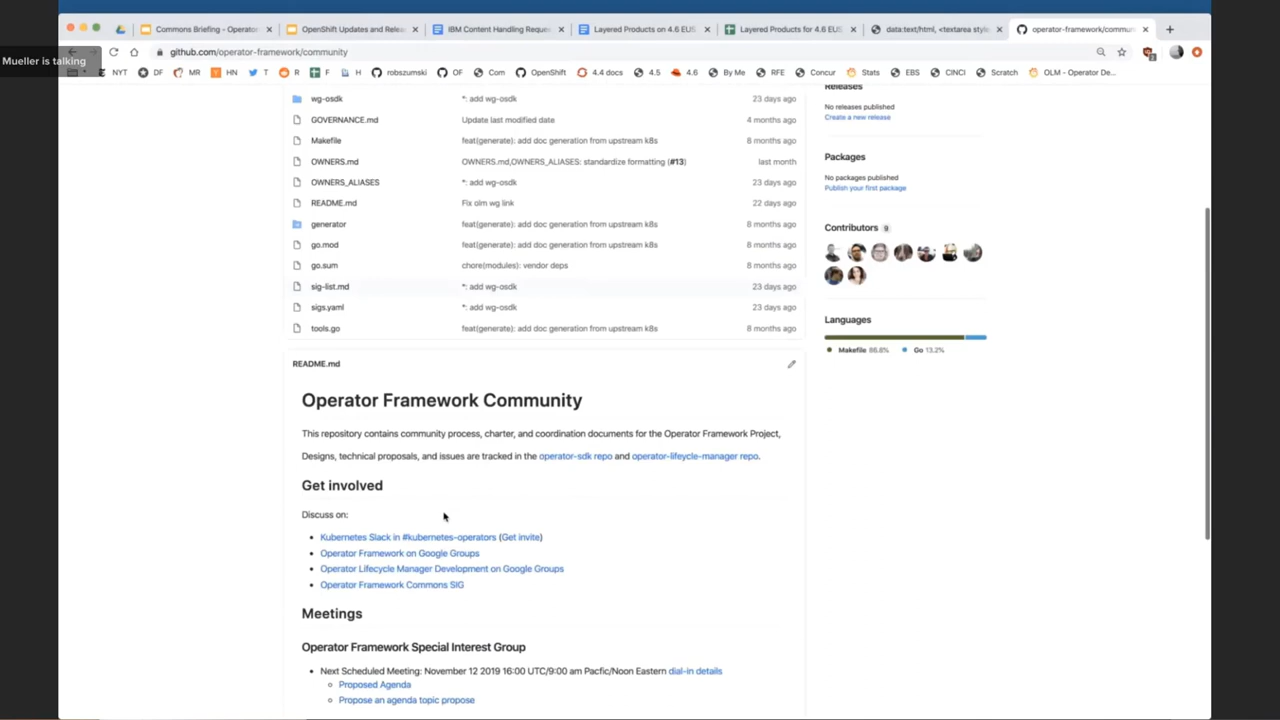 Commons Briefing - Operator
OpenShift Updates and Relea
IBM Content Handling Reque
Layered Products on 4.6 EUS
Layered Products for 4.6 EUS
data:text/html, <textarea style
operator-framework/commun
Mueller is talking
github.com/operator-framework/community
NYT DF MR HN T R F H robszumski OF Com OpenShift 4.4 docs 4.5 4.6 By Me RFE Concur Stats EBS CINCI Scratch OLM - Operator De...
wg-osdk *: add wg-osdk 23 days ago
GOVERNANCE.md Update last modified date 4 months ago
Makefile feat(generate): add doc generation from upstream k8s 8 months ago
OWNERS.md OWNERS.md,OWNERS_ALIASES: standardize formatting (#13) last month
OWNERS_ALIASES *: add wg-osdk 23 days ago
README.md Fix olm wg link 22 days ago
generator feat(generate): add doc generation from upstream k8s 8 months ago
go.mod feat(generate): add doc generation from upstream k8s 8 months ago
go.sum chore(modules): vendor deps 8 months ago
sig-list.md *: add wg-osdk 23 days ago
sigs.yaml *: add wg-osdk 23 days ago
tools.go feat(generate): add doc generation from upstream k8s 8 months ago
Releases
No releases published
Create a new release
Packages
No packages published
Publish your first package
Contributors 9
Languages
Makefile 86.8% Go 13.2%
README.md
Operator Framework Community
This repository contains community process, charter, and coordination documents for the Operator Framework Project,
Designs, technical proposals, and issues are tracked in the operator-sdk repo and operator-lifeycle-manager repo.
Get involved
Discuss on:
Kubernetes Slack in #kubernetes-operators (Get invite)
Operator Framework on Google Groups
Operator Lifecycle Manager Development on Google Groups
Operator Framework Commons SIG
Meetings
Operator Framework Special Interest Group
Next Scheduled Meeting: November 12 2019 16:00 UTC/9:00 am Pacfic/Noon Eastern dial-in details
Proposed Agenda
Propose an agenda topic propose